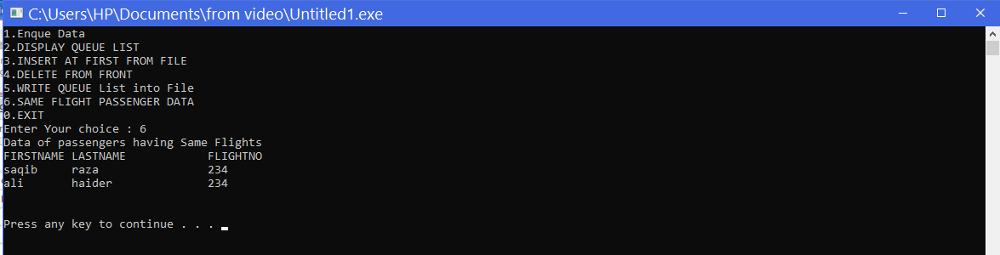 C:\Users\HP\Documents\from video\Untitled1.exe
1.Enque Data
2.DISPLAY QUEUE LIST
3.INSERT AT FIRST FROM FILE
4.DELETE FROM FRONT
5.WRITE QUEUE List into File
6.SAME FLIGHT PASSENGER DATA
0.EXIT
Enter Your choice : 6
Data of passengers having Same Flights
FIRSTNAME LASTNAME FLIGHTNO
saqib raza 234
ali haider 234
Press any key to continue . . .